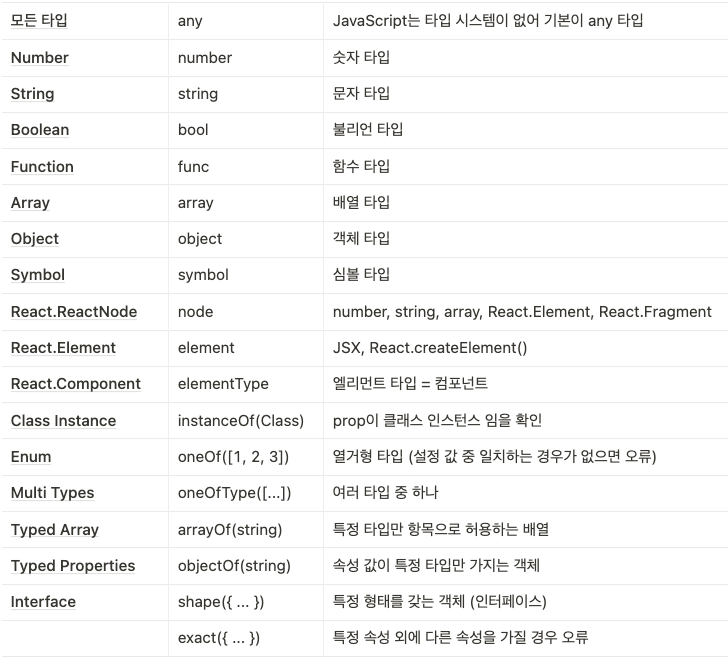 모든 타입 any JavaScript는 타입 시스템이 없어 기본이 any 타입
Number number 숫자 타입
String string 문자 타입
Boolean bool 불리언 타입
Function func 함수 타입
Array array 배열 타입
Object object 객체 타입
Symbol symbol 심볼 타입
React.ReactNode node number, string, array, React.Element, React.Fragment
React.Element element JSX, React.createElement()
React.Component elementType 엘리먼트 타입 = 컴포넌트
Class Instance instanceOf(Class) prop이 클래스 인스턴스 임을 확인
Enum oneOf([1, 2, 3]) 열거형 타입 (설정 값 중 일치하는 경우가 없으면 오류)
Multi Types oneOfType([...]) 여러 타입 중 하나
Typed Array arrayOf(string) 특정 타입만 항목으로 허용하는 배열
Typed Properties objectOf(string) 속성 값이 특정 타입만 가지는 객체
Interface shape({ ... }) 특정 형태를 갖는 객체 (인터페이스)
exact({ ... }) 특정 속성 외에 다른 속성을 가질 경우 오류